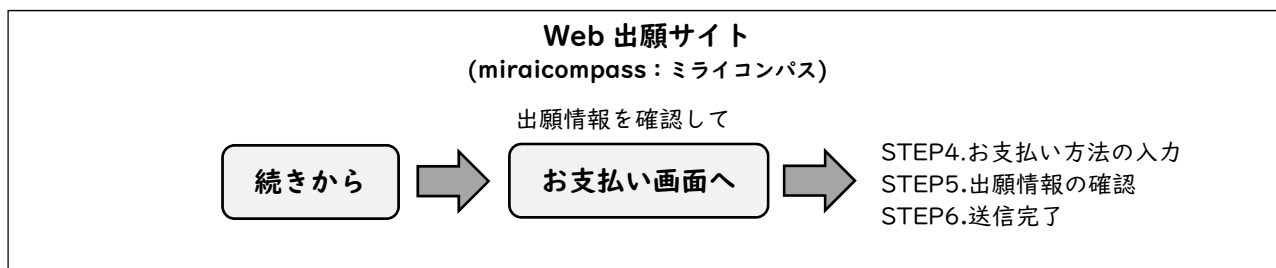 Web 出願サイト
(miraicompass：ミライコンパス)
出願情報を確認して
続きから
お支払い画面へ
STEP4.お支払い方法の入力
STEP5.出願情報の確認
STEP6.送信完了